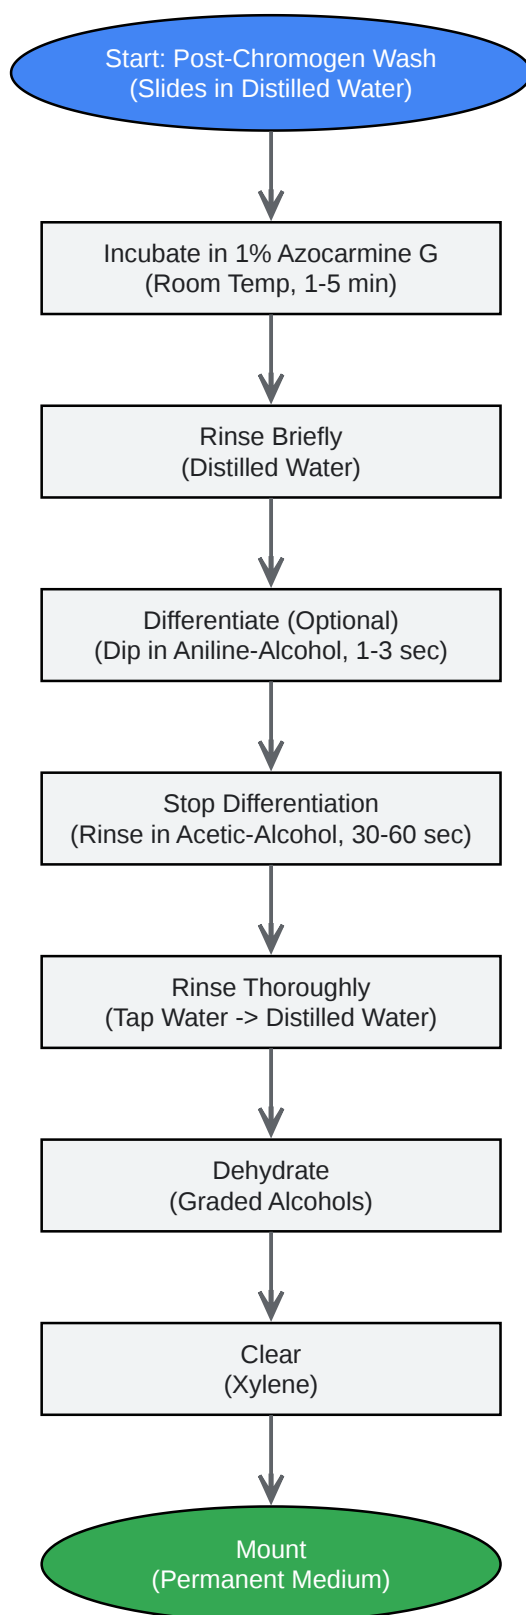 Start: Post-Chromogen Wash
(Slides in Distilled Water)
Incubate in 1% Azocarmine G
(Room Temp, 1-5 min)
Rinse Briefly
(Distilled Water)
Differentiate (Optional)
(Dip in Aniline-Alcohol, 1-3 sec)
Stop Differentiation
(Rinse in Acetic-Alcohol, 30-60 sec)
Rinse Thoroughly
(Tap Water -> Distilled Water)
Dehydrate
(Graded Alcohols)
Clear
(Xylene)
Mount
(Permanent Medium)